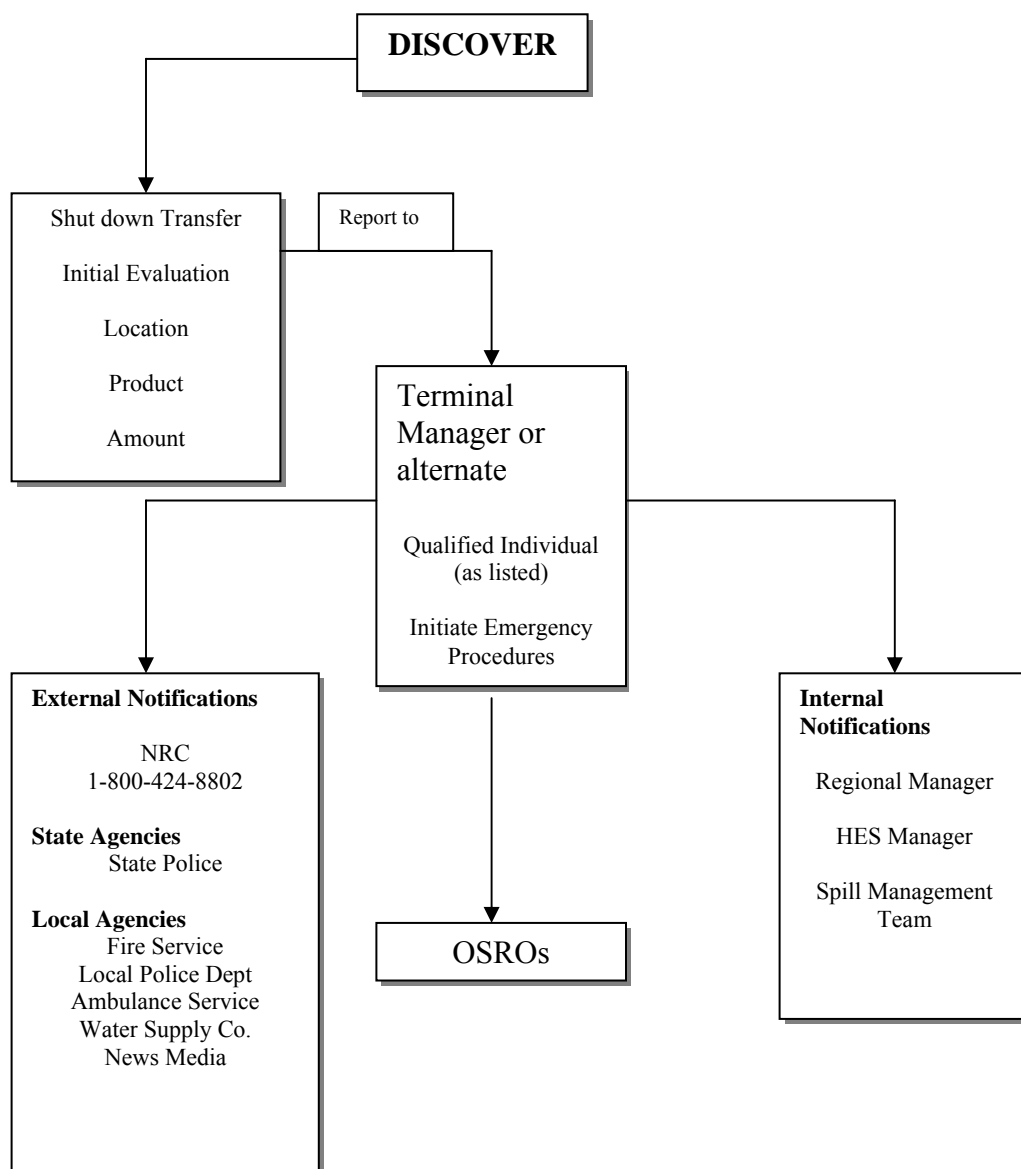 DISCOVER
Shut down Transfer
Initial Evaluation
Location
Product
Amount
Report to
Terminal
Manager or
alternate
Qualified Individual
(as listed)
Initiate Emergency
Procedures
External Notifications
NRC
1-800-424-8802
State Agencies
State Police
Local Agencies
Fire Service
Local Police Dept
Ambulance Service
Water Supply Co.
News Media
OSROs
Internal
Notifications
Regional Manager
HES Manager
Spill Management
Team